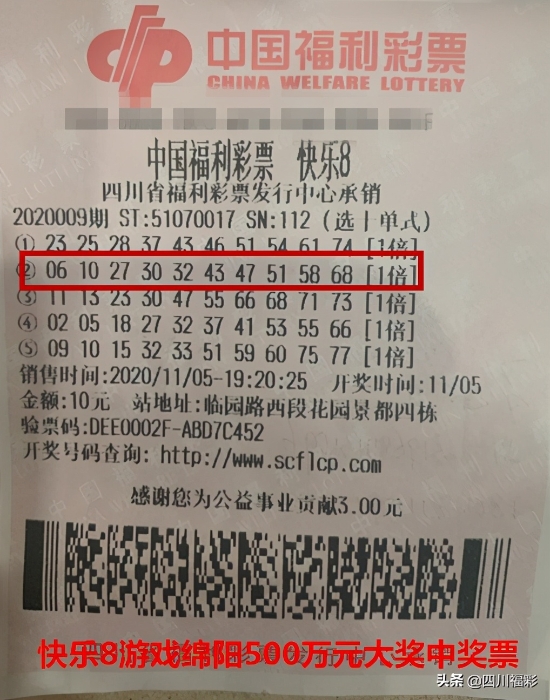 中国福利彩票
CHINA WELFARE LOTTERY
中国福利彩票 快乐8
四川省福利彩票发行中心承销
2020009期 ST:51070017 SN:112 (选十单式)
① 23 25 28 37 43 46 51 54 61 74 [1倍]
② 06 10 27 30 32 43 47 51 58 68 [1倍]
③ 11 13 23 30 47 55 66 68 71 73 [1倍]
④ 02 05 18 27 32 37 41 53 55 66 [1倍]
⑤ 09 10 15 32 33 51 59 60 75 77 [1倍]
销售时间:2020/11/05-19:20:25 开奖时间:11/05
金额:10元 站地址:临园路西段花园景都四栋
验票码:DEE0002F-ABD7C452
开奖号码查询: http://www.scflcp.com
感谢您为公益事业贡献3.00元
快乐8游戏绵阳500万元大奖中奖票
头条 @四川福彩